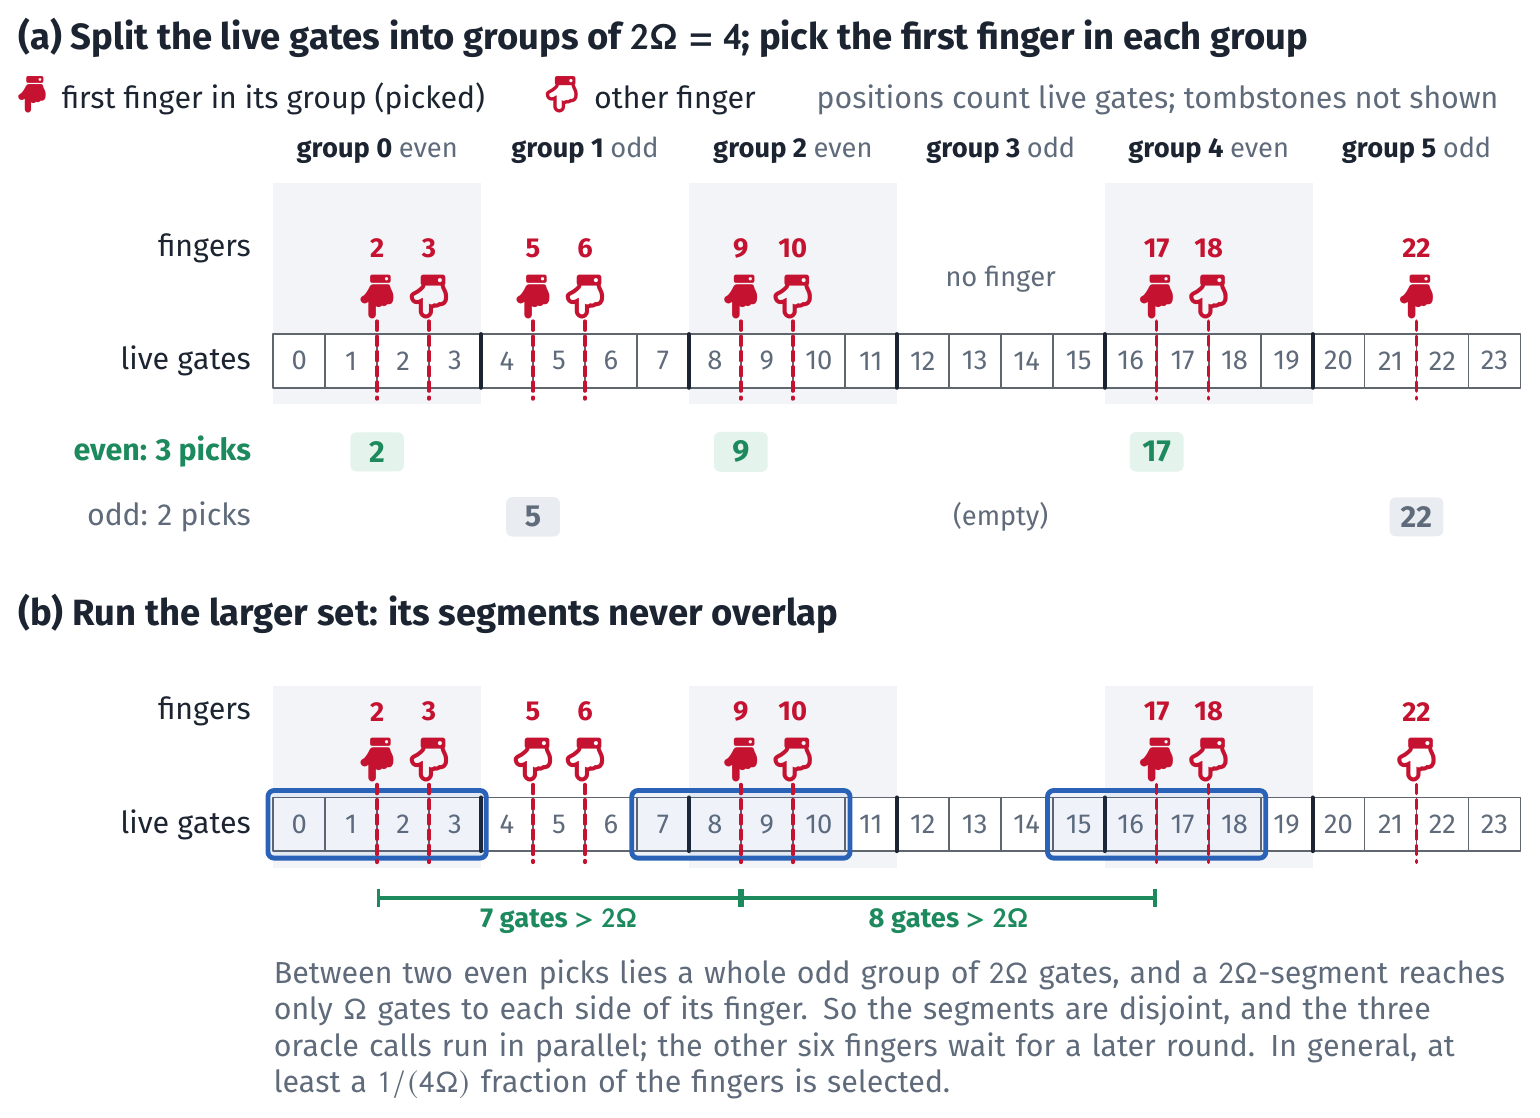 (a) Split the live gates into groups of 2Ω = 4; pick the first finger in each group
first finger in its group (picked) other finger positions count live gates; tombstones not shown
group 0 even group 1 odd group 2 even group 3 odd group 4 even group 5 odd
fingers 2 3 5 6 9 10 no finger 17 18 22
live gates 0 1 2 3 4 5 6 7 8 9 10 11 12 13 14 15 16 17 18 19 20 21 22 23
even: 3 picks 2 9 17
odd: 2 picks 5 (empty) 22
(b) Run the larger set: its segments never overlap
fingers 2 3 5 6 9 10 17 18 22
live gates 0 1 2 3 4 5 6 7 8 9 10 11 12 13 14 15 16 17 18 19 20 21 22 23
7 gates > 2Ω 8 gates > 2Ω
Between two even picks lies a whole odd group of 2Ω gates, and a 2Ω-segment reaches
only Ω gates to each side of its finger. So the segments are disjoint, and the three
oracle calls run in parallel; the other six fingers wait for a later round. In general, at
least a 1/(4Ω) fraction of the fingers is selected.